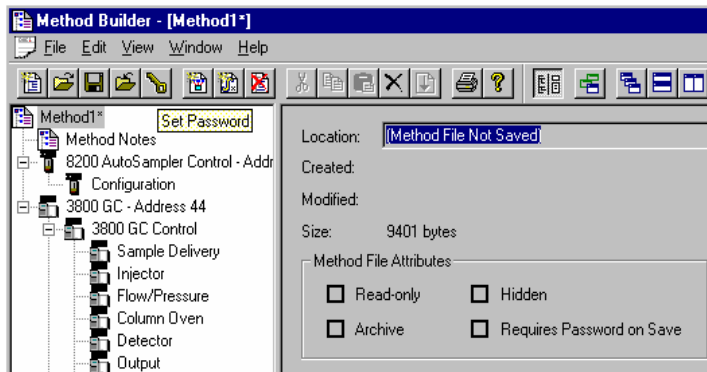 Method Builder - [Method1*]
File Edit View Window Help
Method1*
Set Password
Method Notes
8200 AutoSampler Control - Addr
Configuration
3800 GC - Address 44
3800 GC Control
Sample Delivery
Injector
Flow/Pressure
Column Oven
Detector
Output
Location: (Method File Not Saved)
Created:
Modified:
Size: 9401 bytes
Method File Attributes
Read-only Hidden
Archive Requires Password on Save